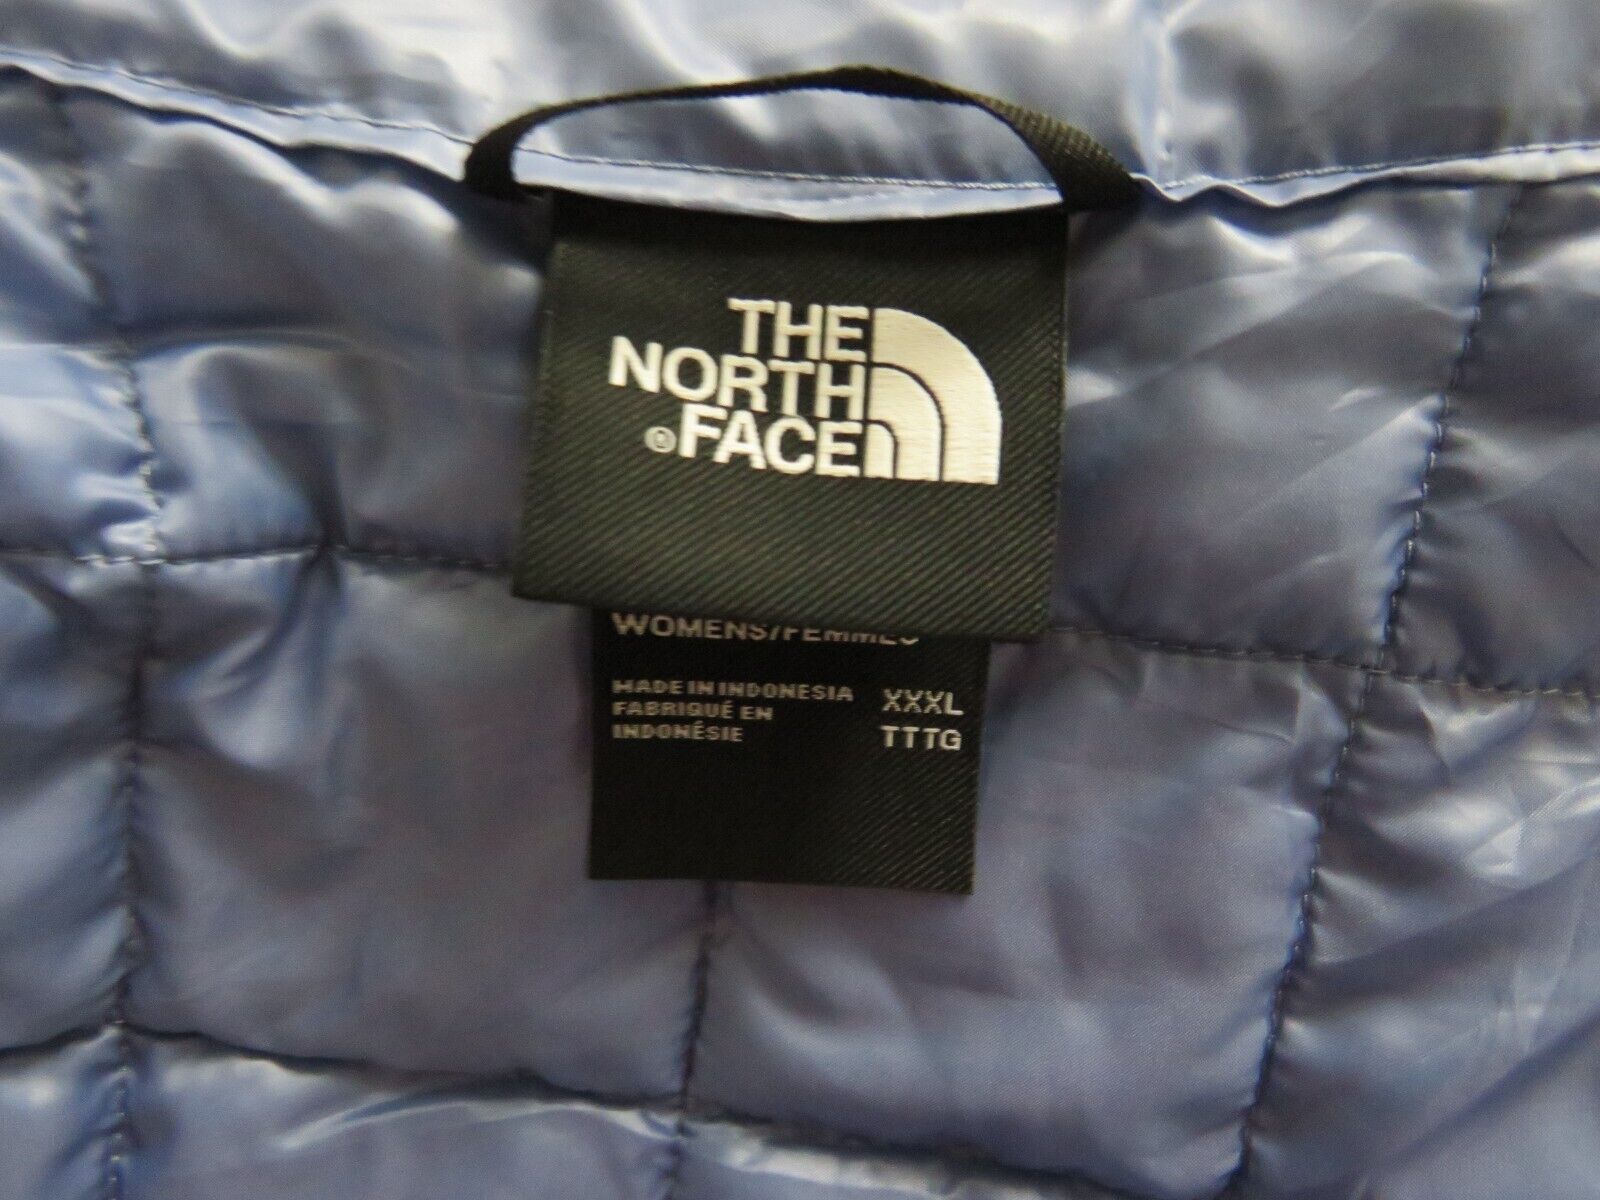 THE
NORTH
®FACE
WOMENS/FEMMES
MADE IN INDONESIA XXXL
FABRIQUÉ EN
INDONÉSIE TTTG